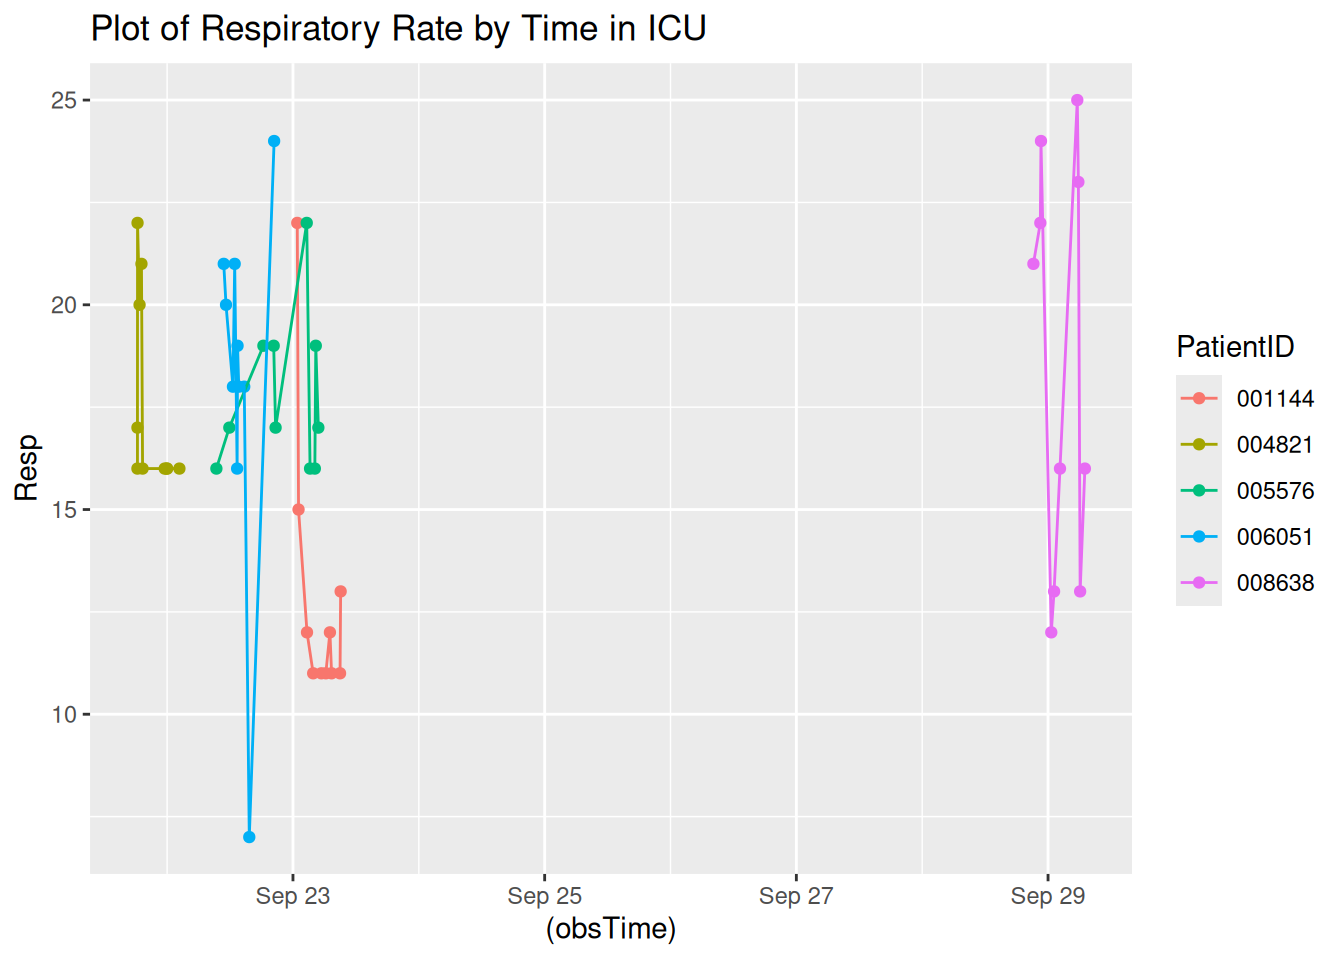 Plot of Respiratory Rate by Time in ICU
25
20
15
10
Resp
Sep 23
Sep 25
Sep 27
Sep 29
(obsTime)
PatientID
001144
004821
005576
006051
008638